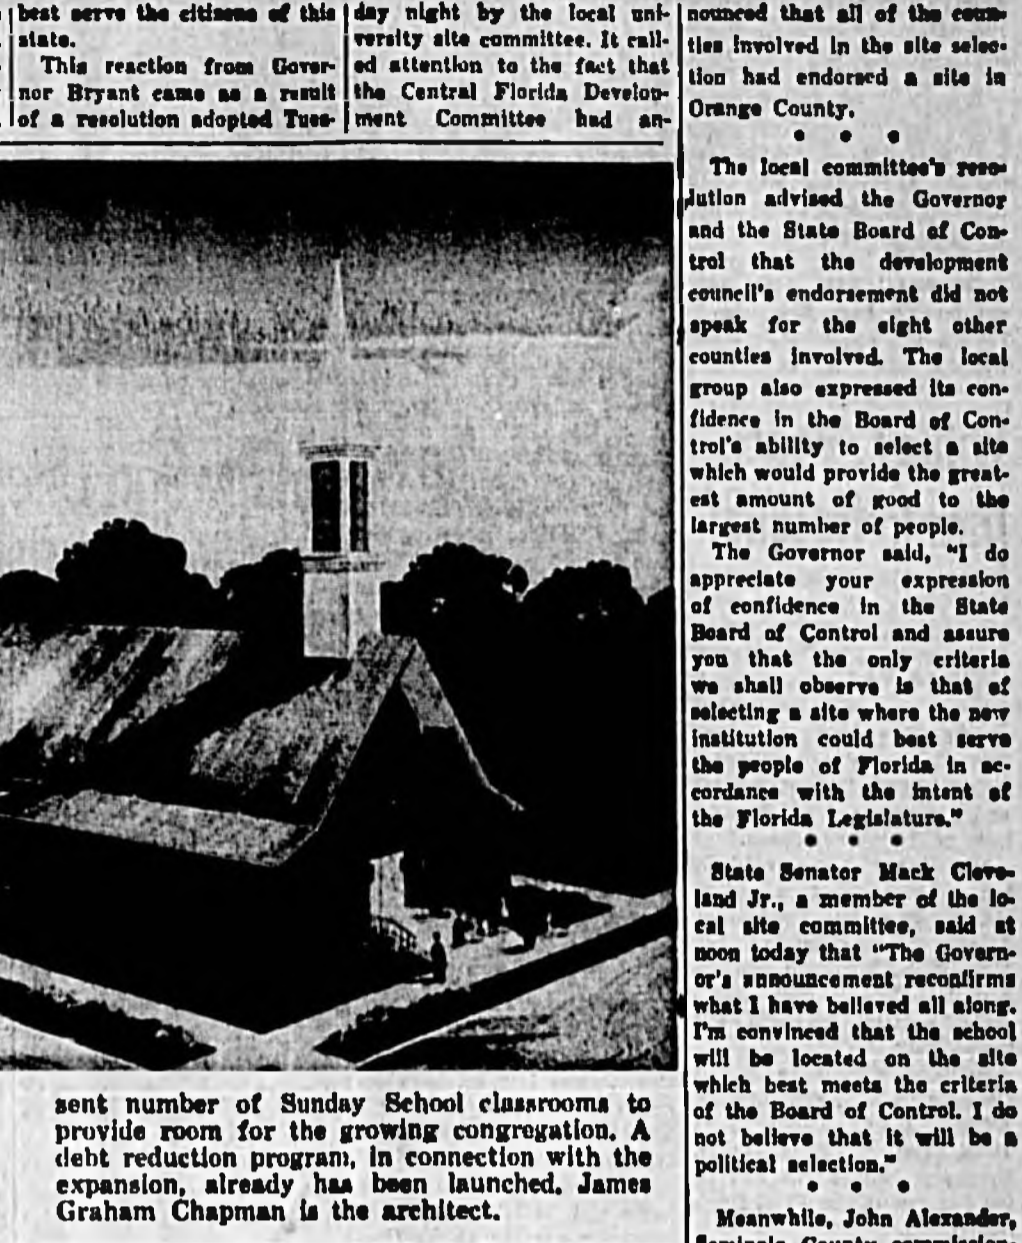 best serve the citizens of this
state.
This reaction from Gover-
nor Bryant came as a result
of a resolution adopted Tues-
day night by the local uni-
versity site committee. It call-
ed attention to the fact that
the Central Florida Develop-
ment Committee had an-
nounced that all of the coun-
ties involved in the site selec-
tion had endorsed a site in
Orange County.
• • •
The local committee's reso-
lution advised the Governor
and the State Board of Con-
trol that the development
council's endorsement did not
speak for the eight other
counties involved. The local
group also expressed its con-
fidence in the Board of Con-
trol's ability to select a site
which would provide the great-
est amount of good to the
largest number of people.
The Governor said, "I do
appreciate your expression
of confidence in the State
Board of Control and assure
you that the only criteria
we shall observe is that of
selecting a site where the new
institution could best serve
the people of Florida in ac-
cordance with the intent of
the Florida Legislature."
• • •
State Senator Mack Cleve-
land Jr., a member of the lo-
cal site committee, said at
noon today that "The Govern-
or's announcement reconfirms
what I have believed all along.
I'm convinced that the school
will be located on the site
which best meets the criteria
of the Board of Control. I do
not believe that it will be a
political selection."
• • •
Meanwhile, John Alexander,
Seminole County commission-
sent number of Sunday School classrooms to
provide room for the growing congregation. A
debt reduction program, in connection with the
expansion, already has been launched. James
Graham Chapman is the architect.